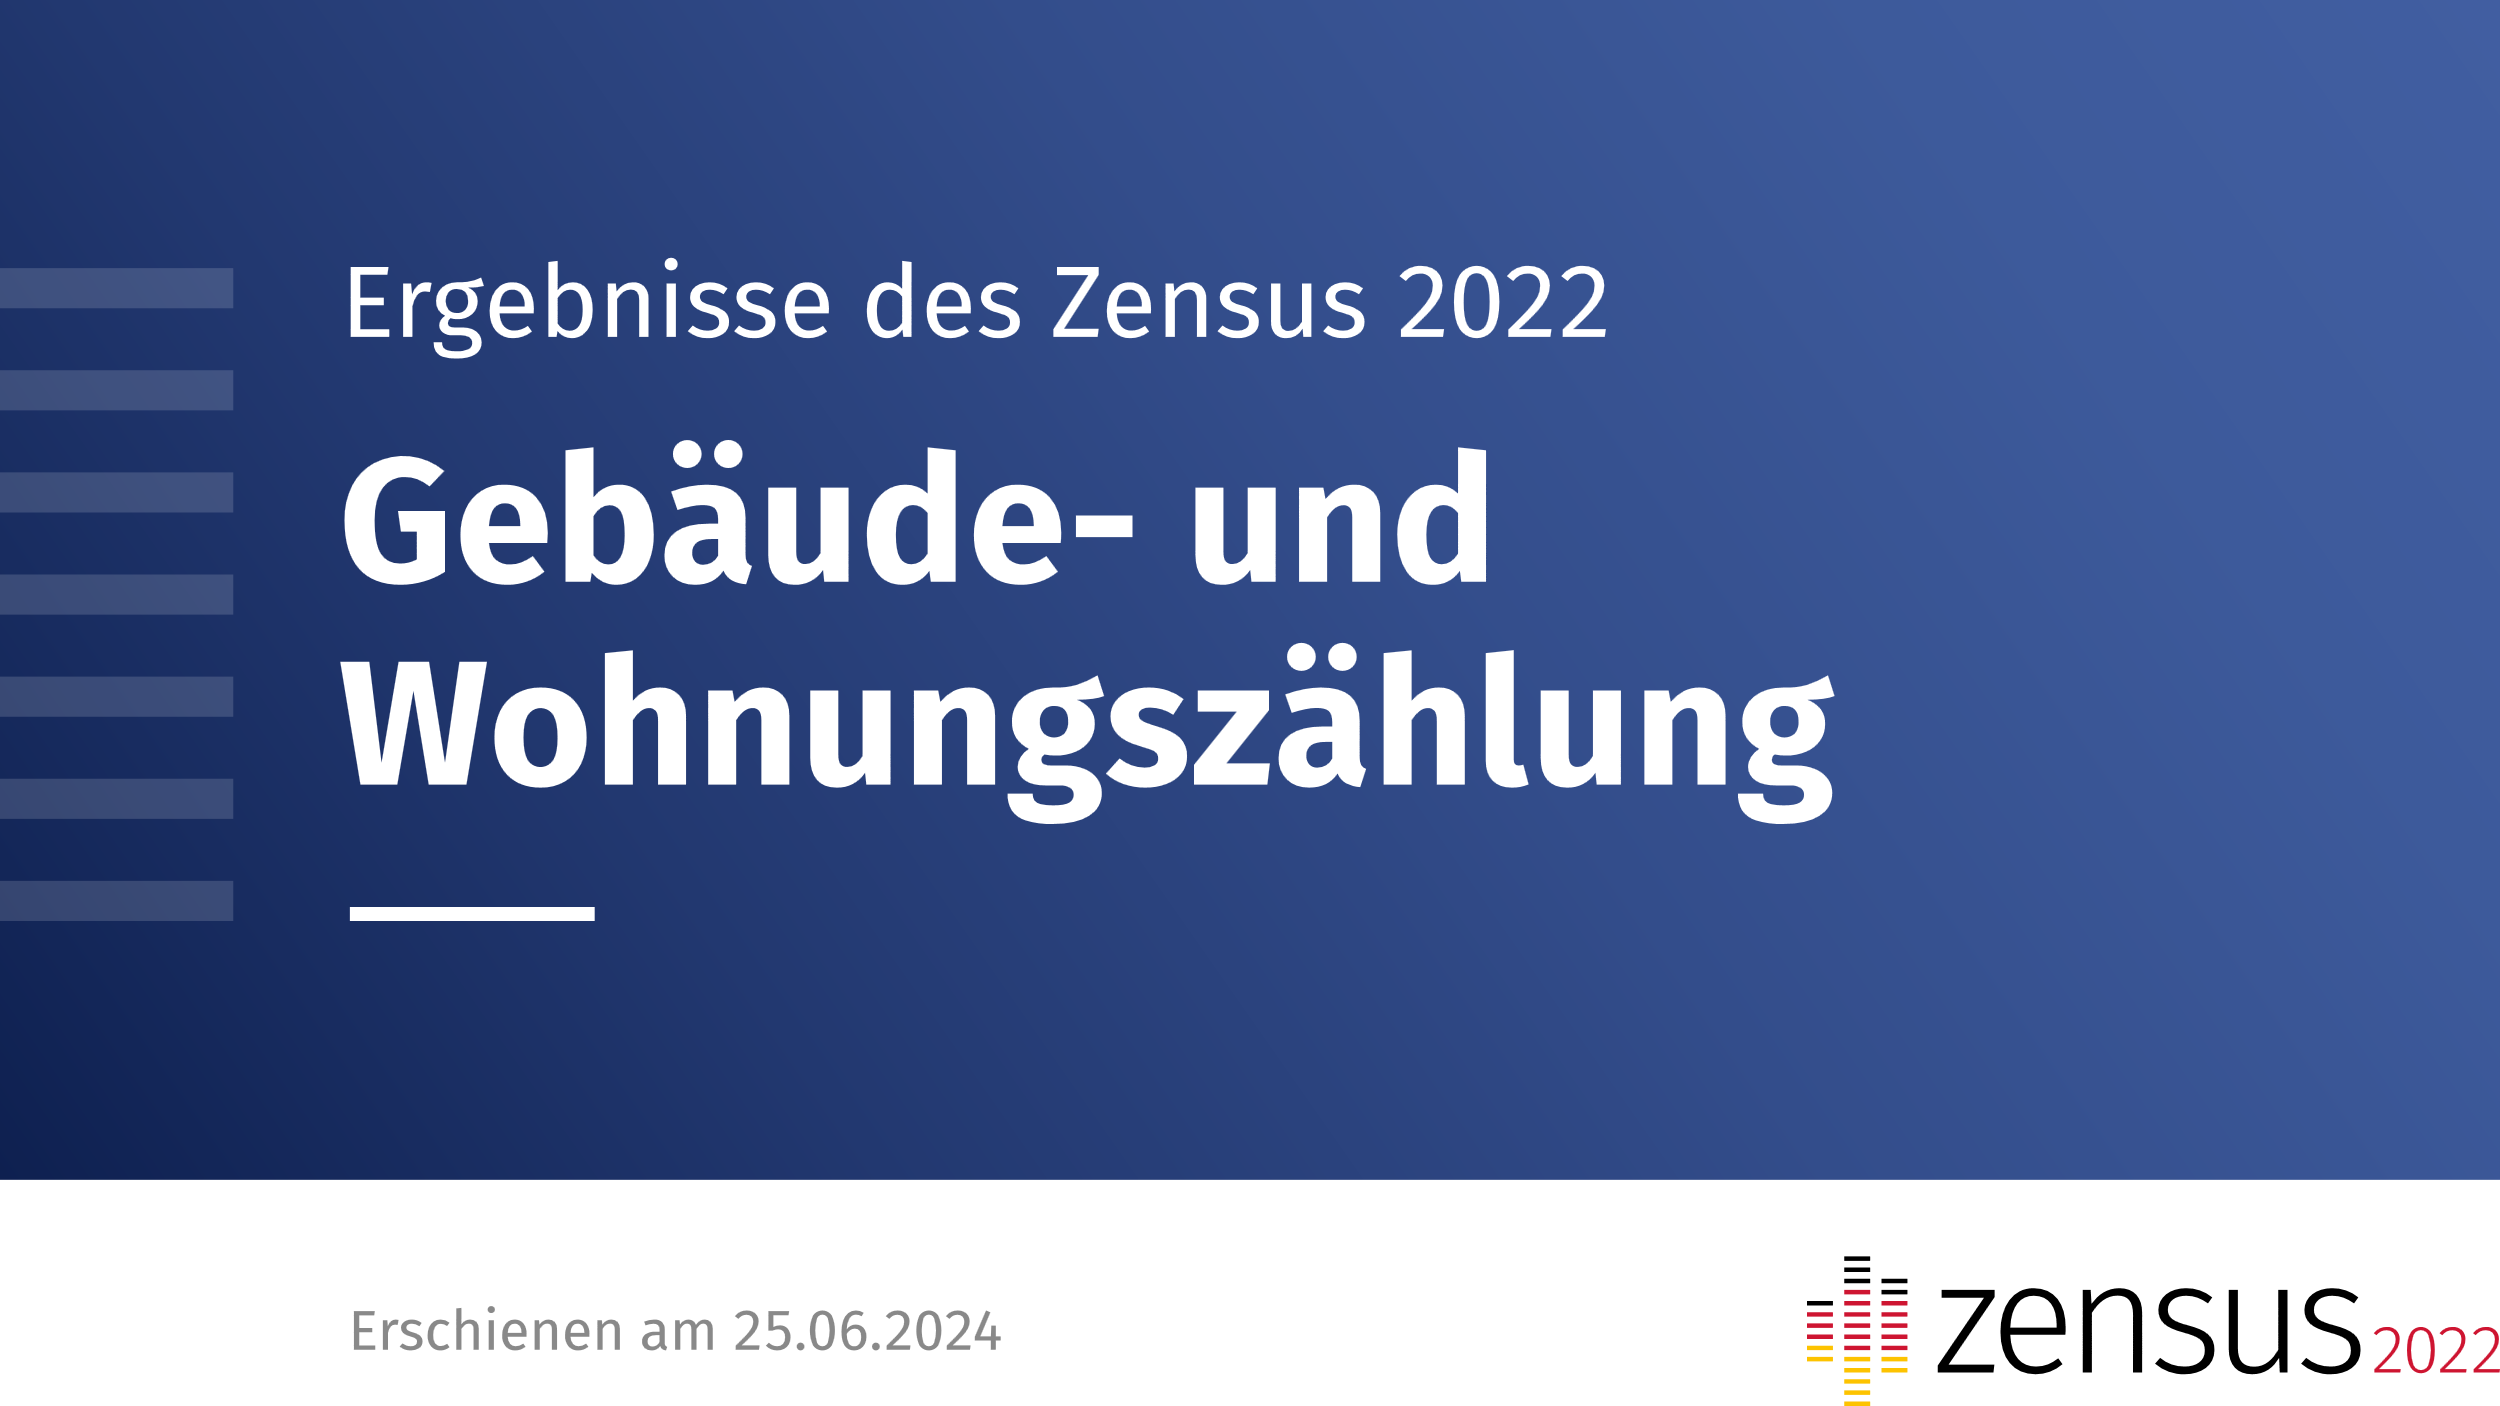 Ergebnisse des Zensus 2022
Gebäude- und
Wohnungszählung
Erschienen am 25.06.2024
zensus2022